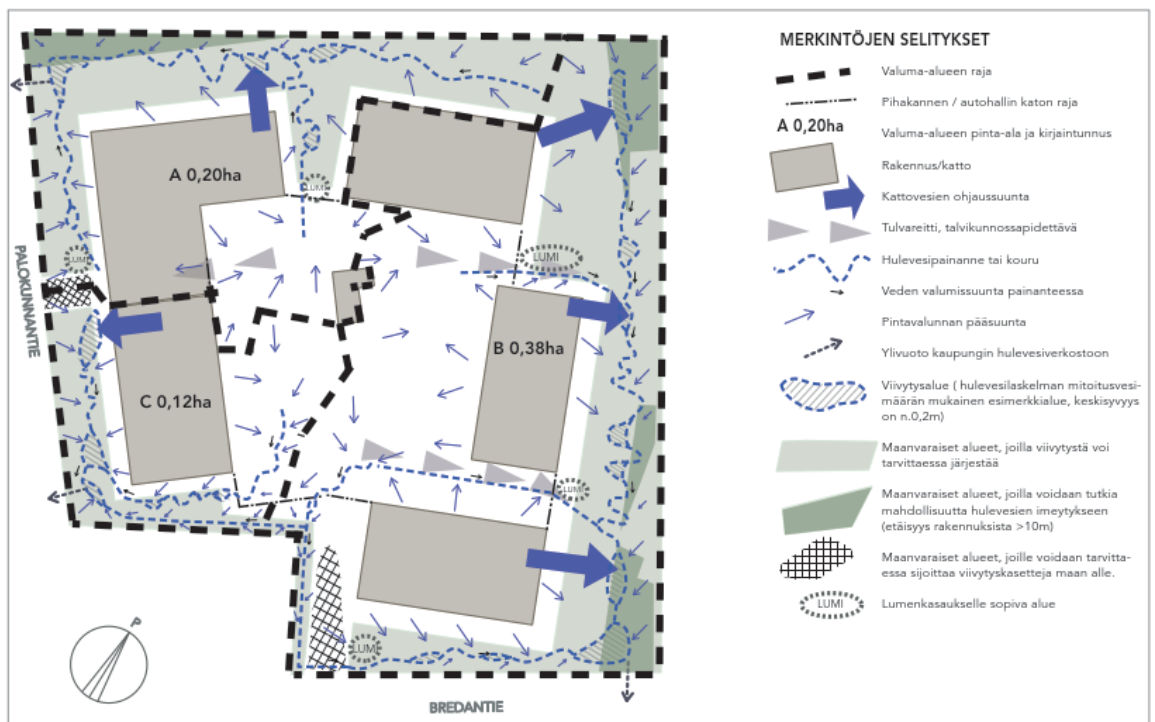 A 0,20ha
LUMI
LUMI
LUMI
PALOKUNNANTIE
B 0,38ha
C 0,12ha
LUMI
LUMI
P
BREDANTIE
MERKINTÖJEN SELITYKSET
Valuma-alueen raja
Pihakannen / autohallin katon raja
A 0,20ha
Valuma-alueen pinta-ala ja kirjaintunnus
Rakennus/katto
Kattovesien ohjaussuunta
Tulvareitti, talvikunnossapidettävä
Hulevesipainanne tai kouru
Veden valumissuunta painanteessa
Pintavalunnan pääsuunta
Ylivuoto kaupungin hulevesiverkostoon
Viivytysalue ( hulevesilaskelman mitoitusvesi-
määrän mukainen esimerkkialue, keskisyvyys
on n.0,2m)
Maanvaraiset alueet, joilla viivytystä voi
tarvittaessa järjestää
Maanvaraiset alueet, joilla voidaan tutkia
mahdollisuutta hulevesien imeytykseen
(etäisyys rakennuksista >10m)
Maanvaraiset alueet, joille voidaan tarvitta-
essa sijoittaa viivytyskasetteja maan alle.
LUMI
Lumenkasaukselle sopiva alue